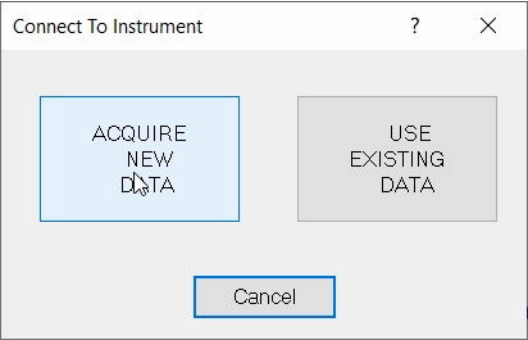 Connect To Instrument
?
ACQUIRE
NEW
DATA
USE
EXISTING
DATA
Cancel